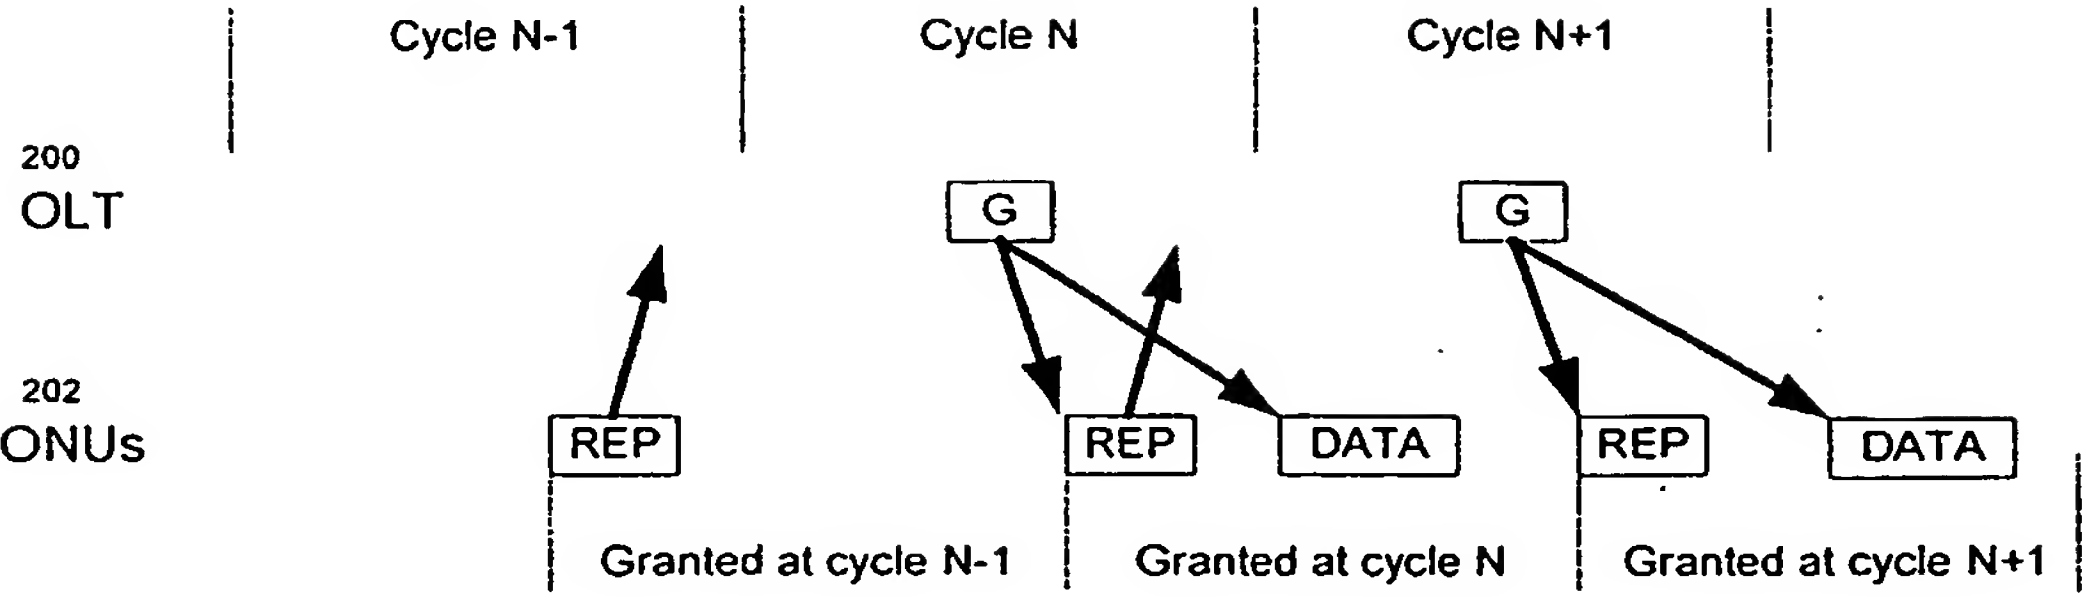 Cycle N-1
Cycle N
Cycle N+1
200
OLT
G
G
202
ONUs
REP
REP
DATA
REP
DATA
Granted at cycle N-1
Granted at cycle N
Granted at cycle N+1